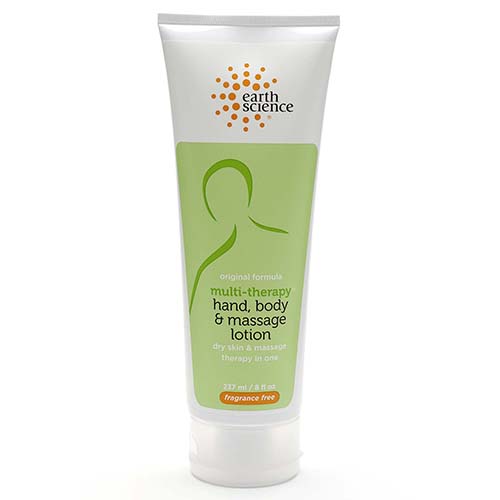 earth
science®
original formula
multi-therapy
hand, body
& massage
lotion
dry skin & massage
therapy in one
237 ml / 8 fl oz
fragrance free